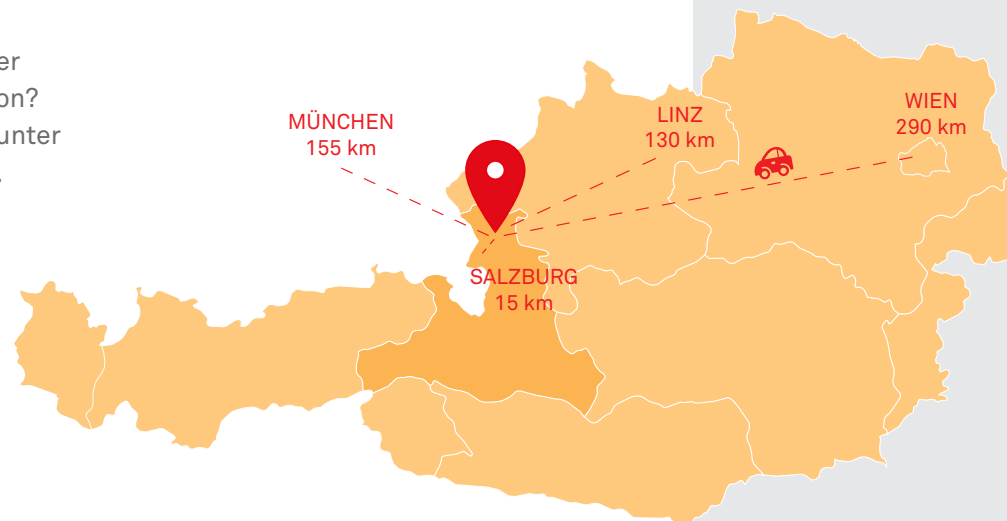 er
on?
unter
MÜNCHEN
155 km
LINZ
130 km
WIEN
290 km
SALZBURG
15 km